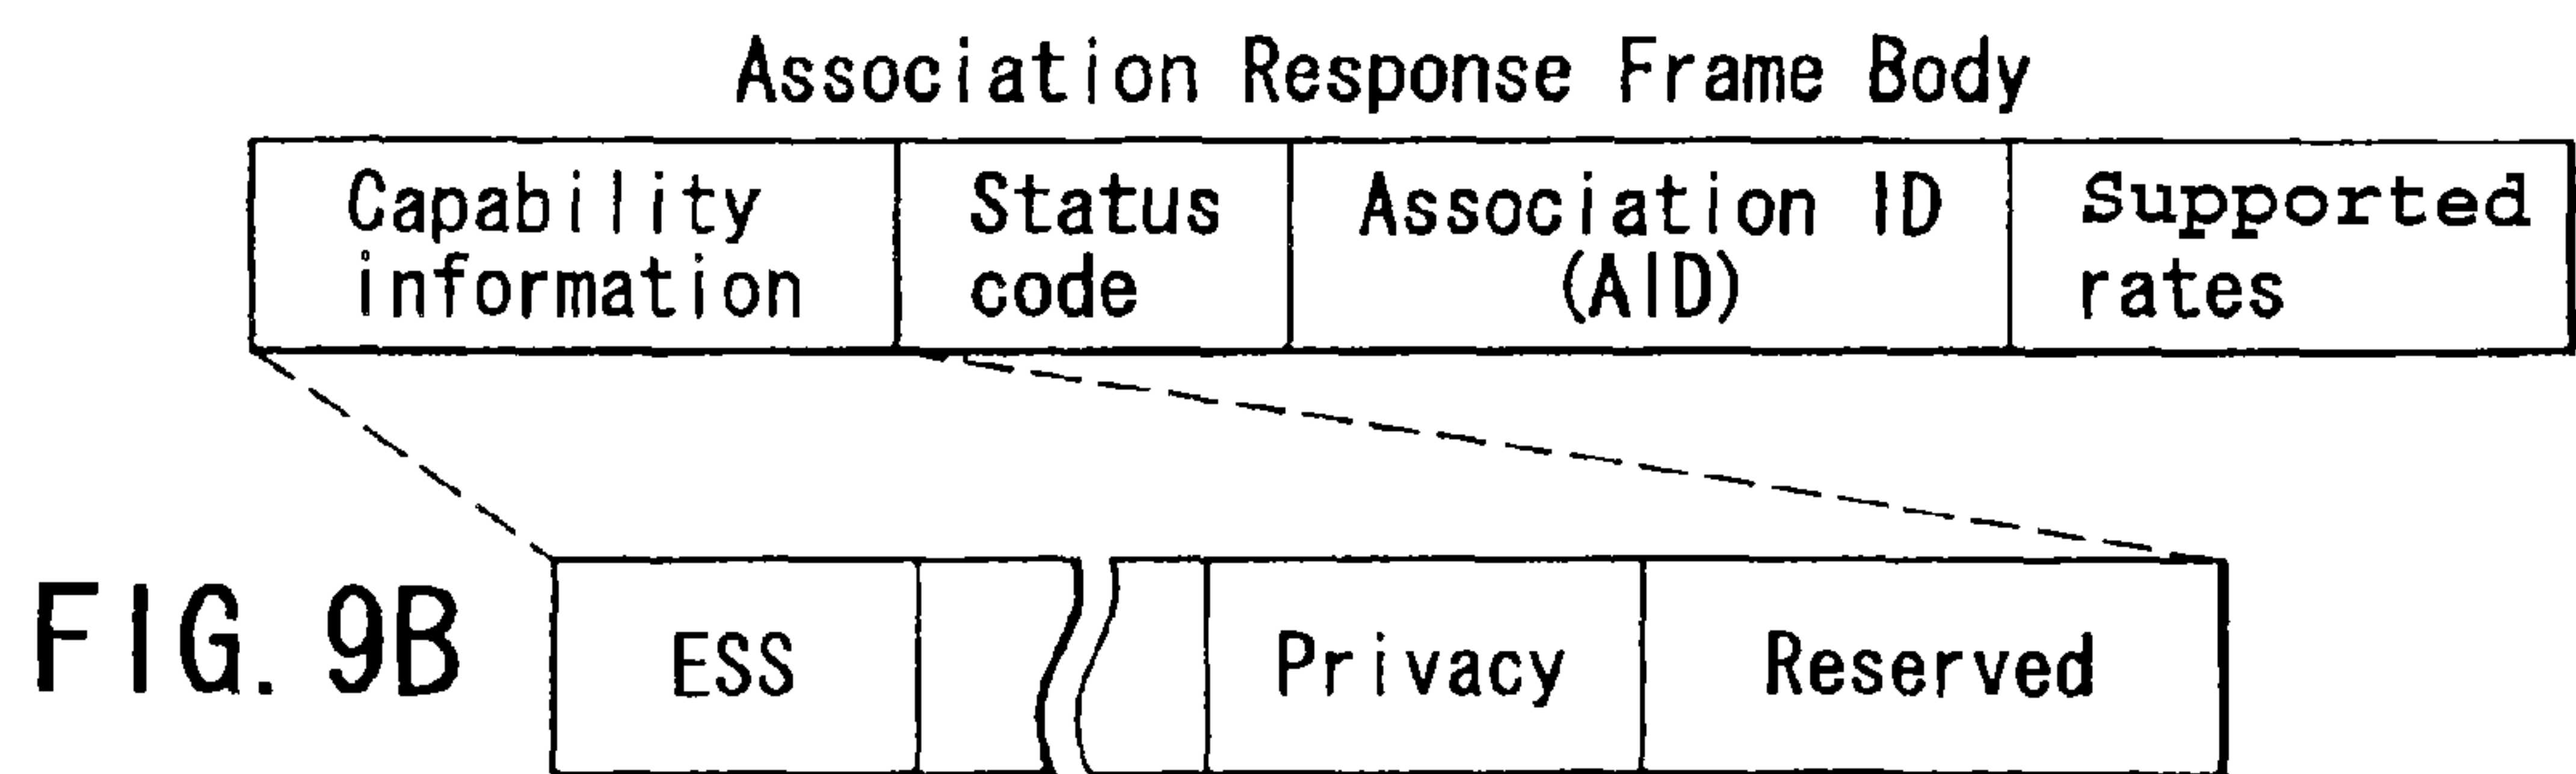 Association Response Frame Body
Capability information
Status code
Association ID (AID)
Supported rates
FIG. 9B
ESS
Privacy
Reserved